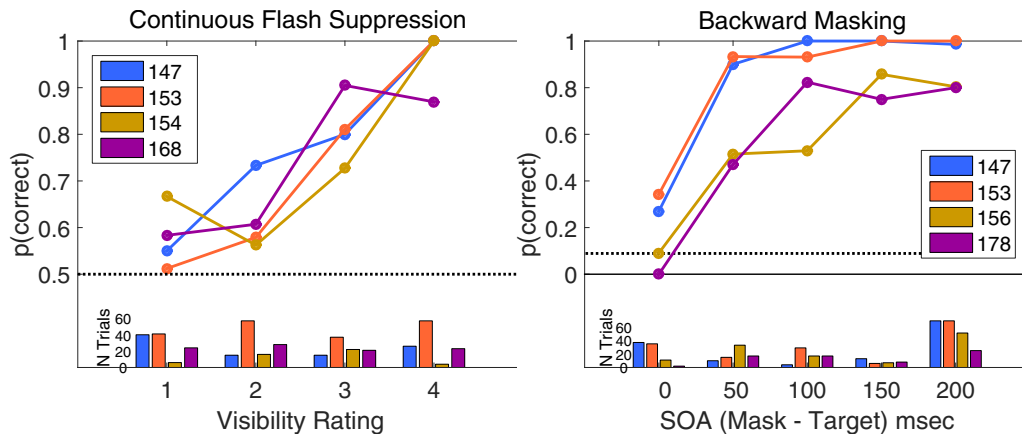 Continuous Flash Suppression
1
0.9
0.8
0.7
0.6
0.5
p(correct)
147
153
154
168
60
40
20
0
N Trials
1 2 3 4
Visibility Rating
Backward Masking
1
0.8
0.6
0.4
0.2
0
p(correct)
147
153
156
178
60
40
20
0
N Trials
0 50 100 150 200
SOA (Mask - Target) msec